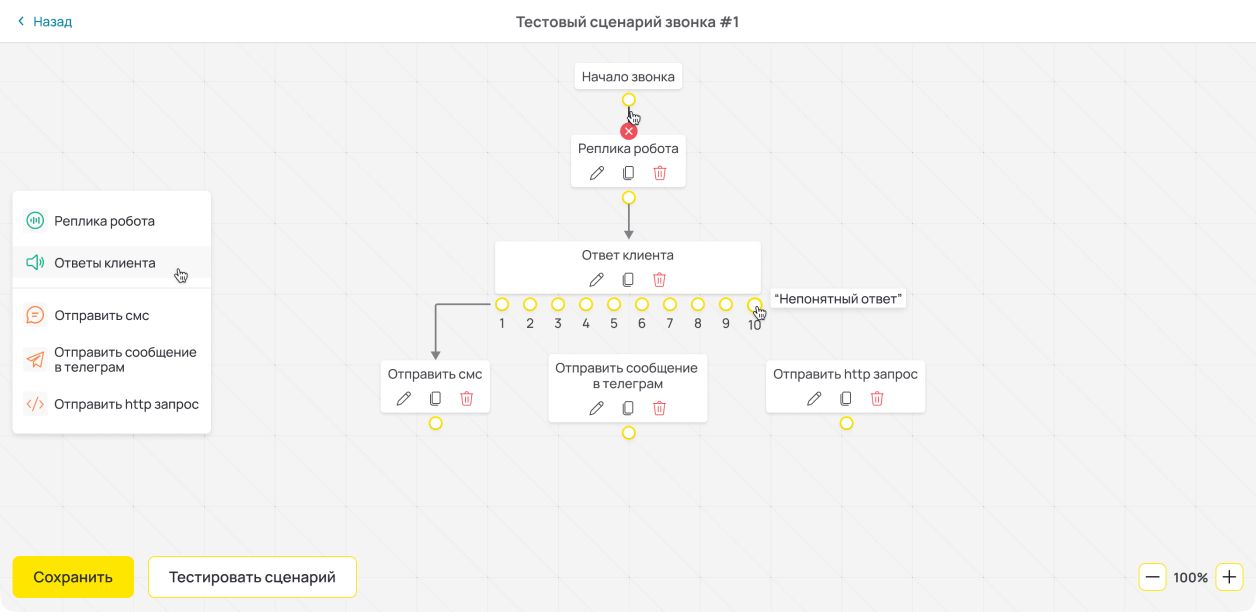 Назад
Тестовый сценарий звонка #1
Начало звонка
Реплика робота
Ответ клиента
1 2 3 4 5 6 7 8 9 10
“Непонятный ответ”
Отправить смс
Отправить сообщение
в телеграм
Отправить http запрос
Реплика робота
Ответы клиента
Отправить смс
Отправить сообщение
в телеграм
Отправить http запрос
Сохранить
Тестировать сценарий
100%